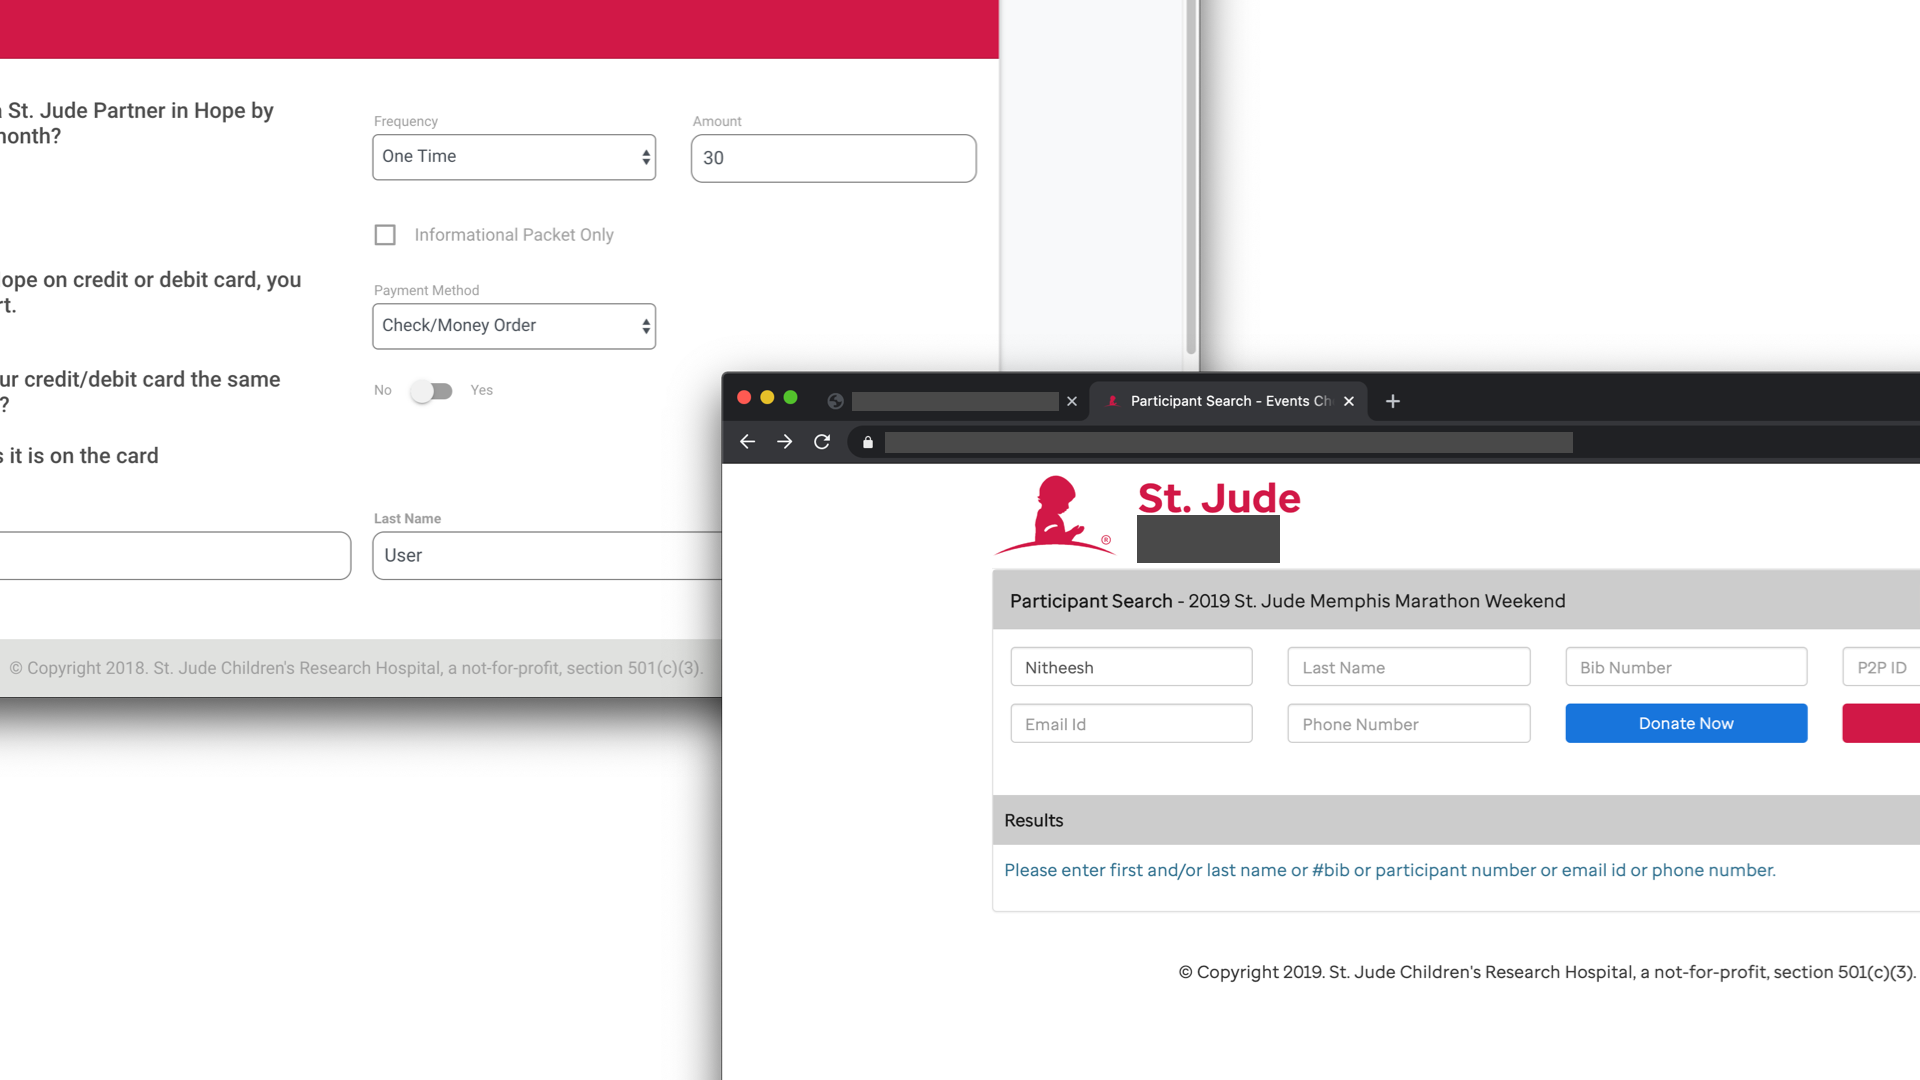 St. Jude Partner in Hope by
month?
Frequency
One Time
Amount
30
Informational Packet Only
ope on credit or debit card, you
rt.
Payment Method
Check/Money Order
ur credit/debit card the same
?
No
Yes
s it is on the card
Last Name
User
© Copyright 2018. St. Jude Children's Research Hospital, a not-for-profit, section 501(c)(3).
Participant Search - Events Ch
St. Jude
®
Participant Search - 2019 St. Jude Memphis Marathon Weekend
Nitheesh
Last Name
Bib Number
P2P ID
Email Id
Phone Number
Donate Now
Results
Please enter first and/or last name or #bib or participant number or email id or phone number.
© Copyright 2019. St. Jude Children's Research Hospital, a not-for-profit, section 501(c)(3).